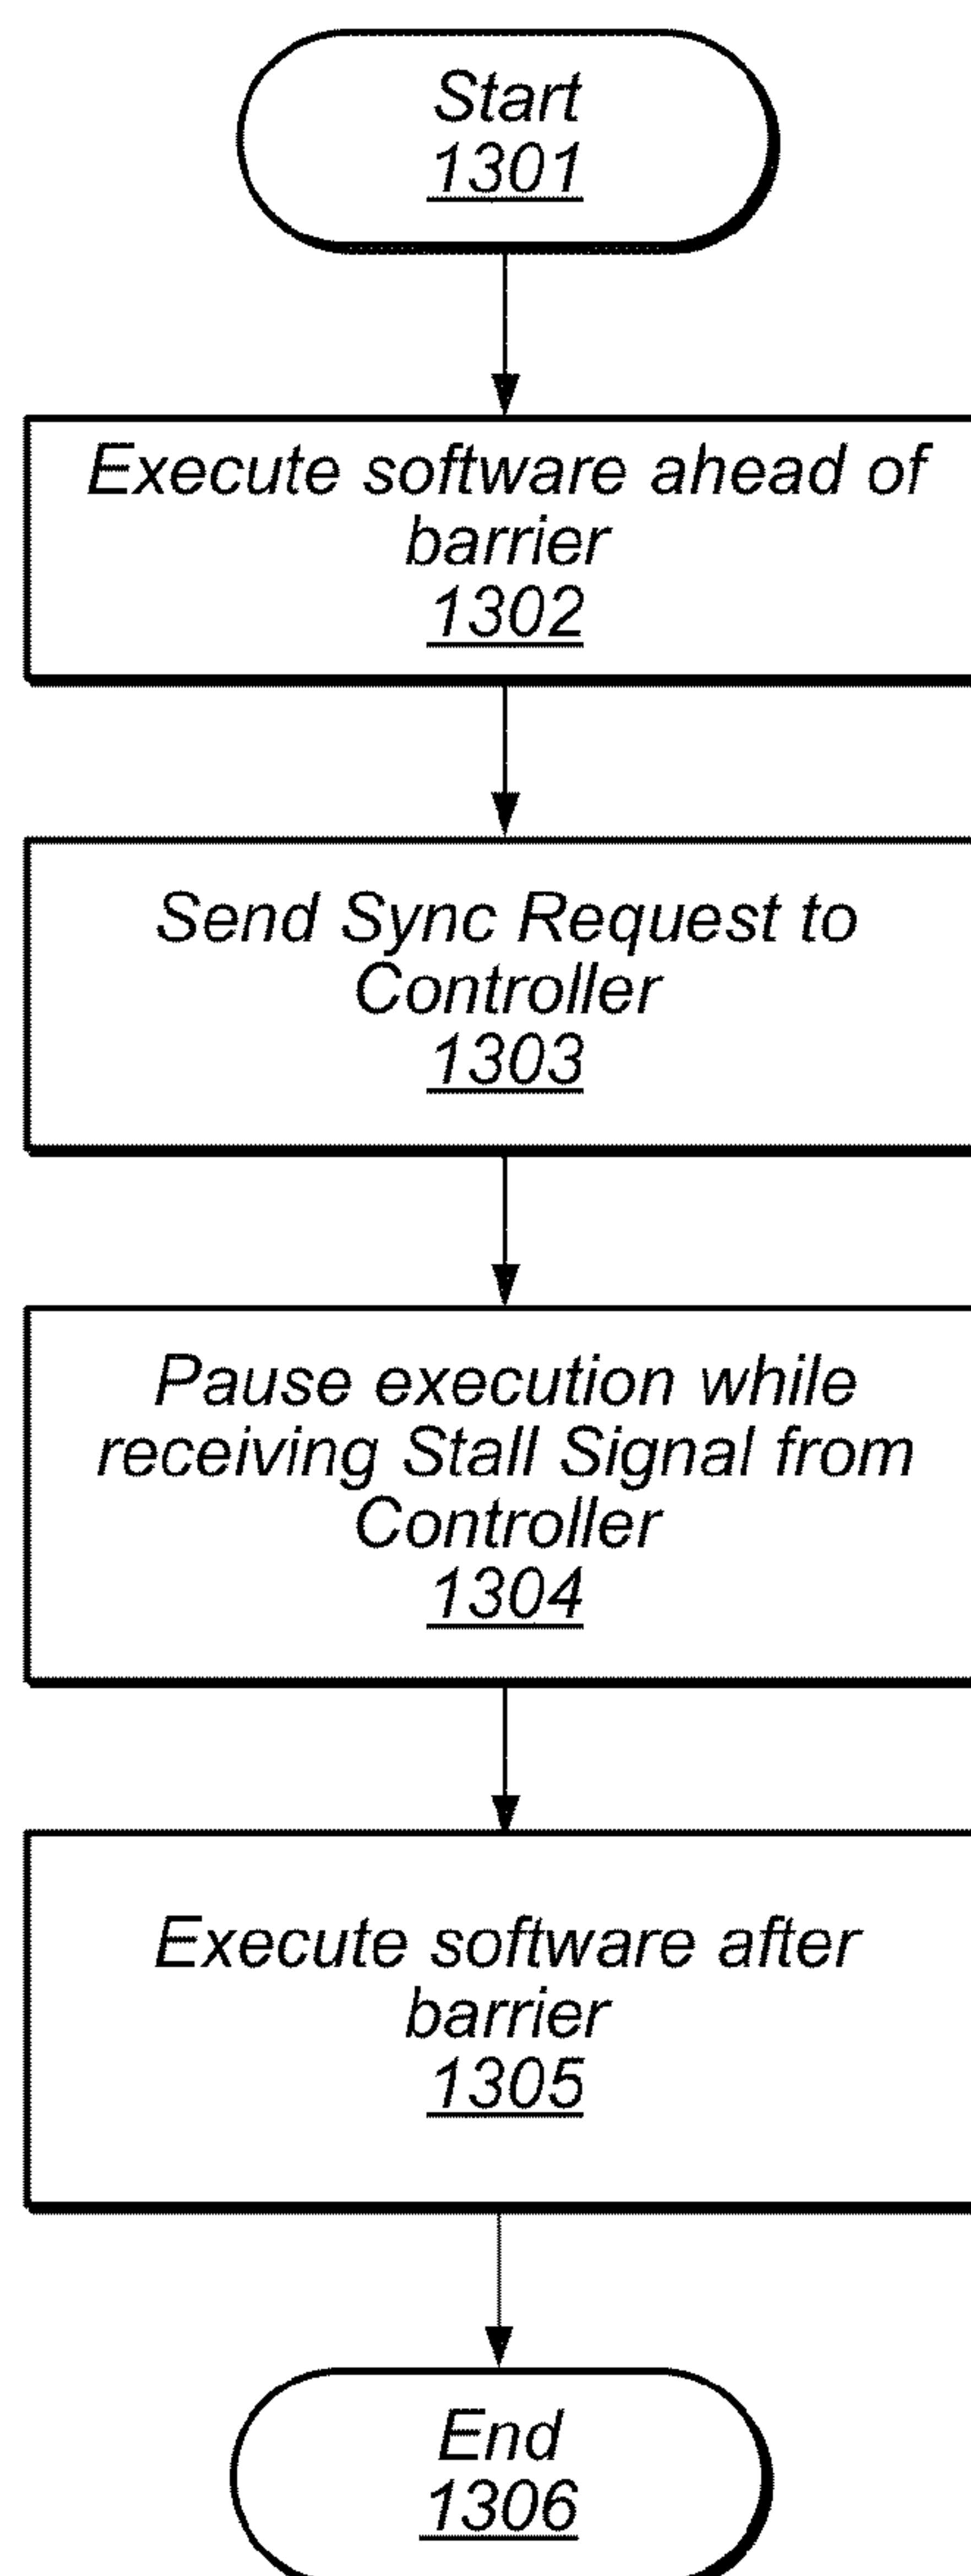 Start
1301
Execute software ahead of
barrier
1302
Send Sync Request to
Controller
1303
Pause execution while
receiving Stall Signal from
Controller
1304
Execute software after
barrier
1305
End
1306